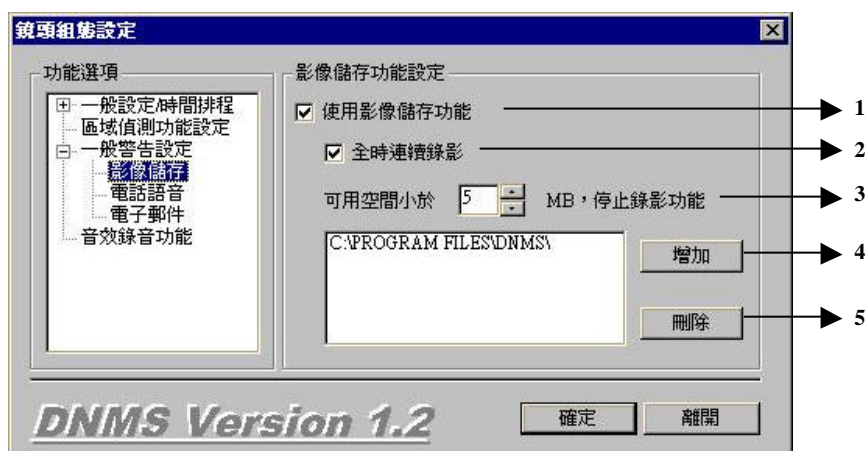 鏡頭組態設定
功能選項
一般設定/時間排程
區域偵測功能設定
一般警告設定
影像儲存
電話語音
電子郵件
音效錄音功能
影像儲存功能設定
使用影像儲存功能
1
全時連續錄影
2
可用空間小於 5 MB，停止錄影功能
3
C:\PROGRAM FILES\DNMS\
增加
4
刪除
5
DNMS Version 1.2
確定
離開